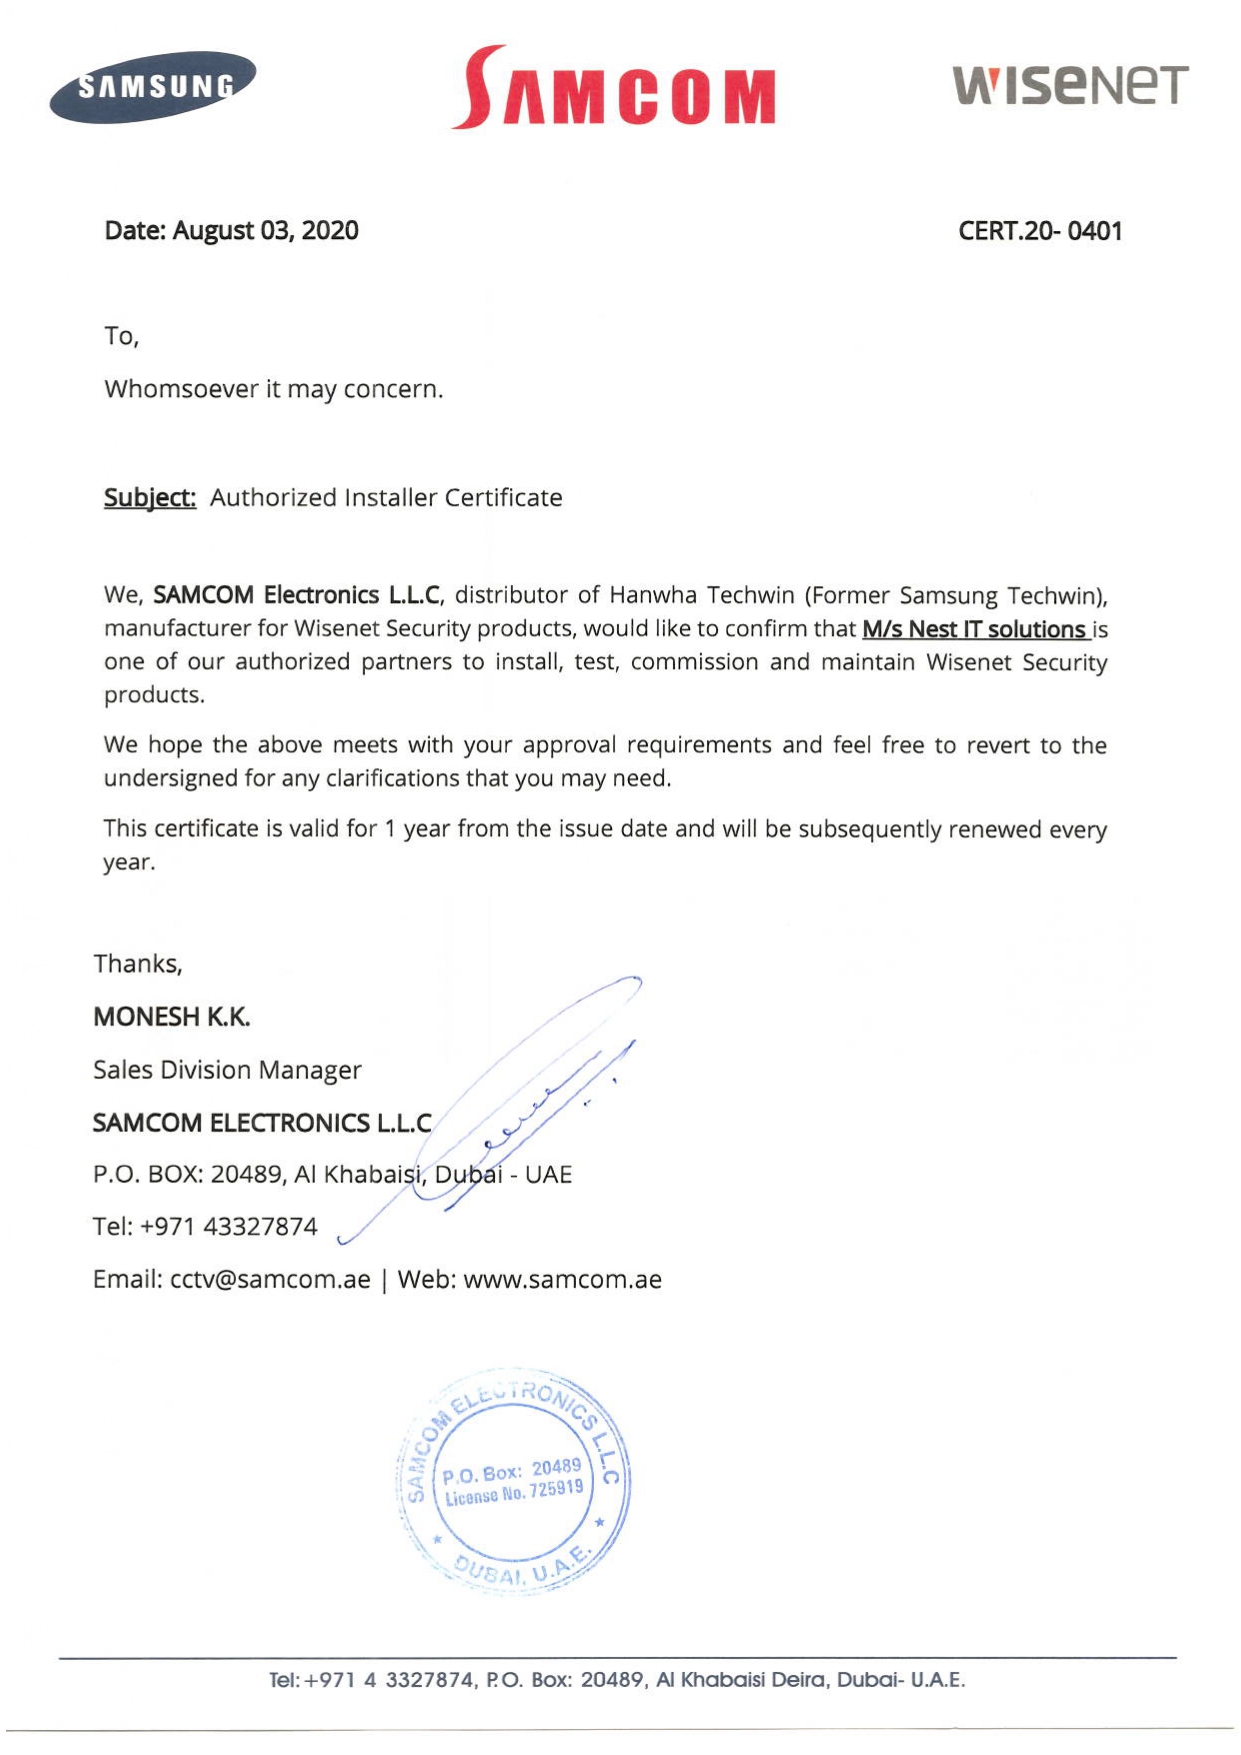 SAMSUNG
SAMCOM
WISENET
Date: August 03, 2020
CERT.20- 0401
To,
Whomsoever it may concern.
Subject: Authorized Installer Certificate
We, SAMCOM Electronics L.L.C, distributor of Hanwha Techwin (Former Samsung Techwin),
manufacturer for Wisenet Security products, would like to confirm that M/s Nest IT solutions is
one of our authorized partners to install, test, commission and maintain Wisenet Security
products.
We hope the above meets with your approval requirements and feel free to revert to the
undersigned for any clarifications that you may need.
This certificate is valid for 1 year from the issue date and will be subsequently renewed every
year.
Thanks,
MONESH K.K.
Sales Division Manager
SAMCOM ELECTRONICS L.L.C
P.O. BOX: 20489, Al Khabaisi, Dubai - UAE
Tel: +971 43327874
Email: cctv@samcom.ae | Web: www.samcom.ae
SAMCOM ELECTRONICS L.L.C
P.O. Box: 20489
License No. 725919
DUBAI, U.A.E.
Tel: +971 4 3327874, P.O. Box: 20489, Al Khabaisi Deira, Dubai- U.A.E.